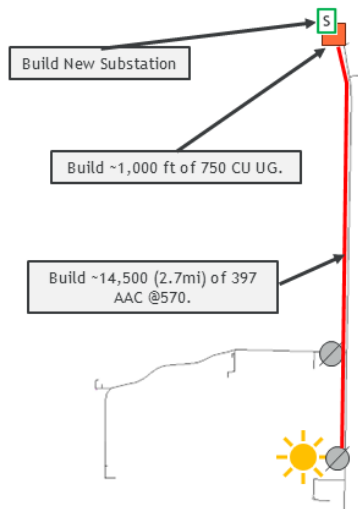 S
Build New Substation
Build ~1,000 ft of 750 CU UG.
Build ~14,500 (2.7mi) of 397
AAC @570.